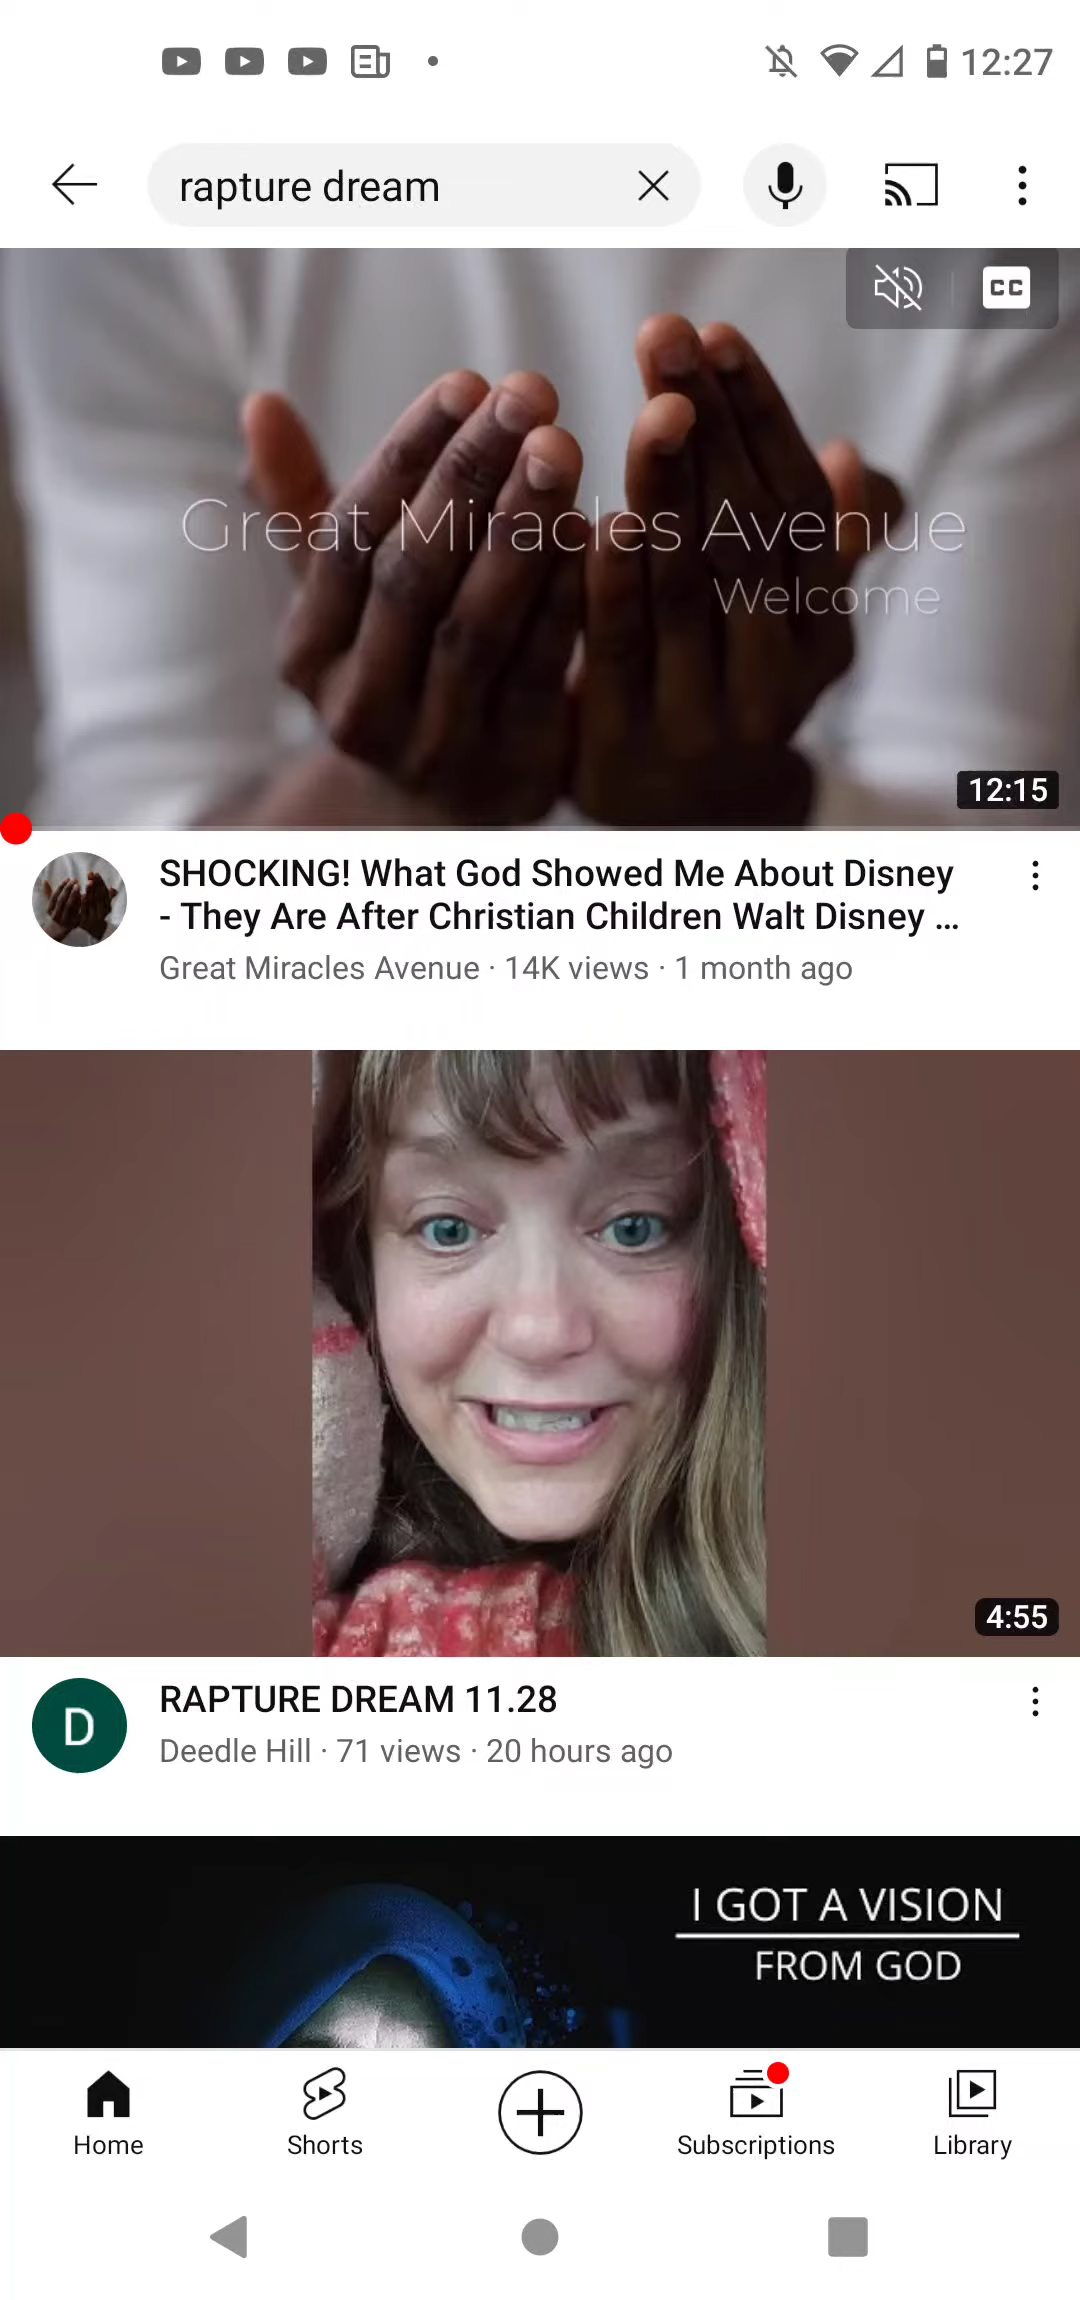 12:27
rapture dream
CC
Great Miracles Avenue
Welcome
12:15
SHOCKING! What God Showed Me About Disney
- They Are After Christian Children Walt Disney ...
Great Miracles Avenue · 14K views · 1 month ago
4:55
D
RAPTURE DREAM 11.28
Deedle Hill · 71 views · 20 hours ago
I GOT A VISION
FROM GOD
Home
Shorts
Subscriptions
Library